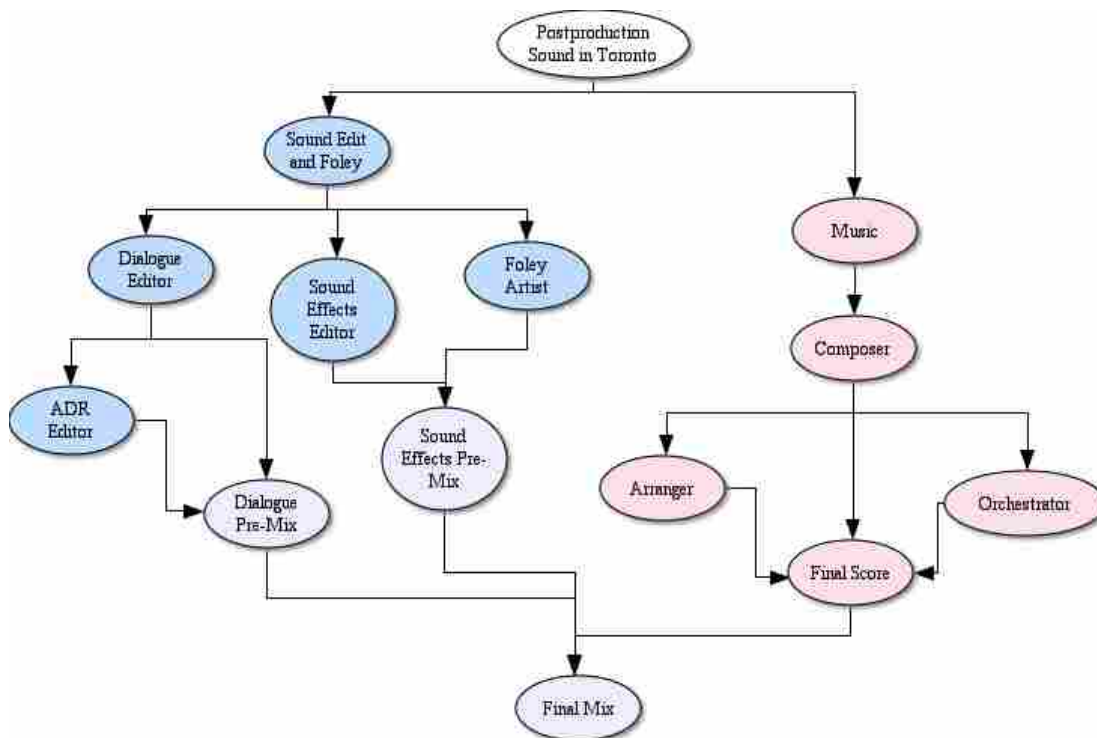 Postproduction
Sound in Toronto
Sound Edit
and Foley
Music
Dialogue
Editor
Sound
Effects
Editor
Foley
Artist
Composer
ADR
Editor
Sound
Effects Pre-
Mix
Arranger
Orchestrator
Dialogue
Pre-Mix
Final Score
Final Mix